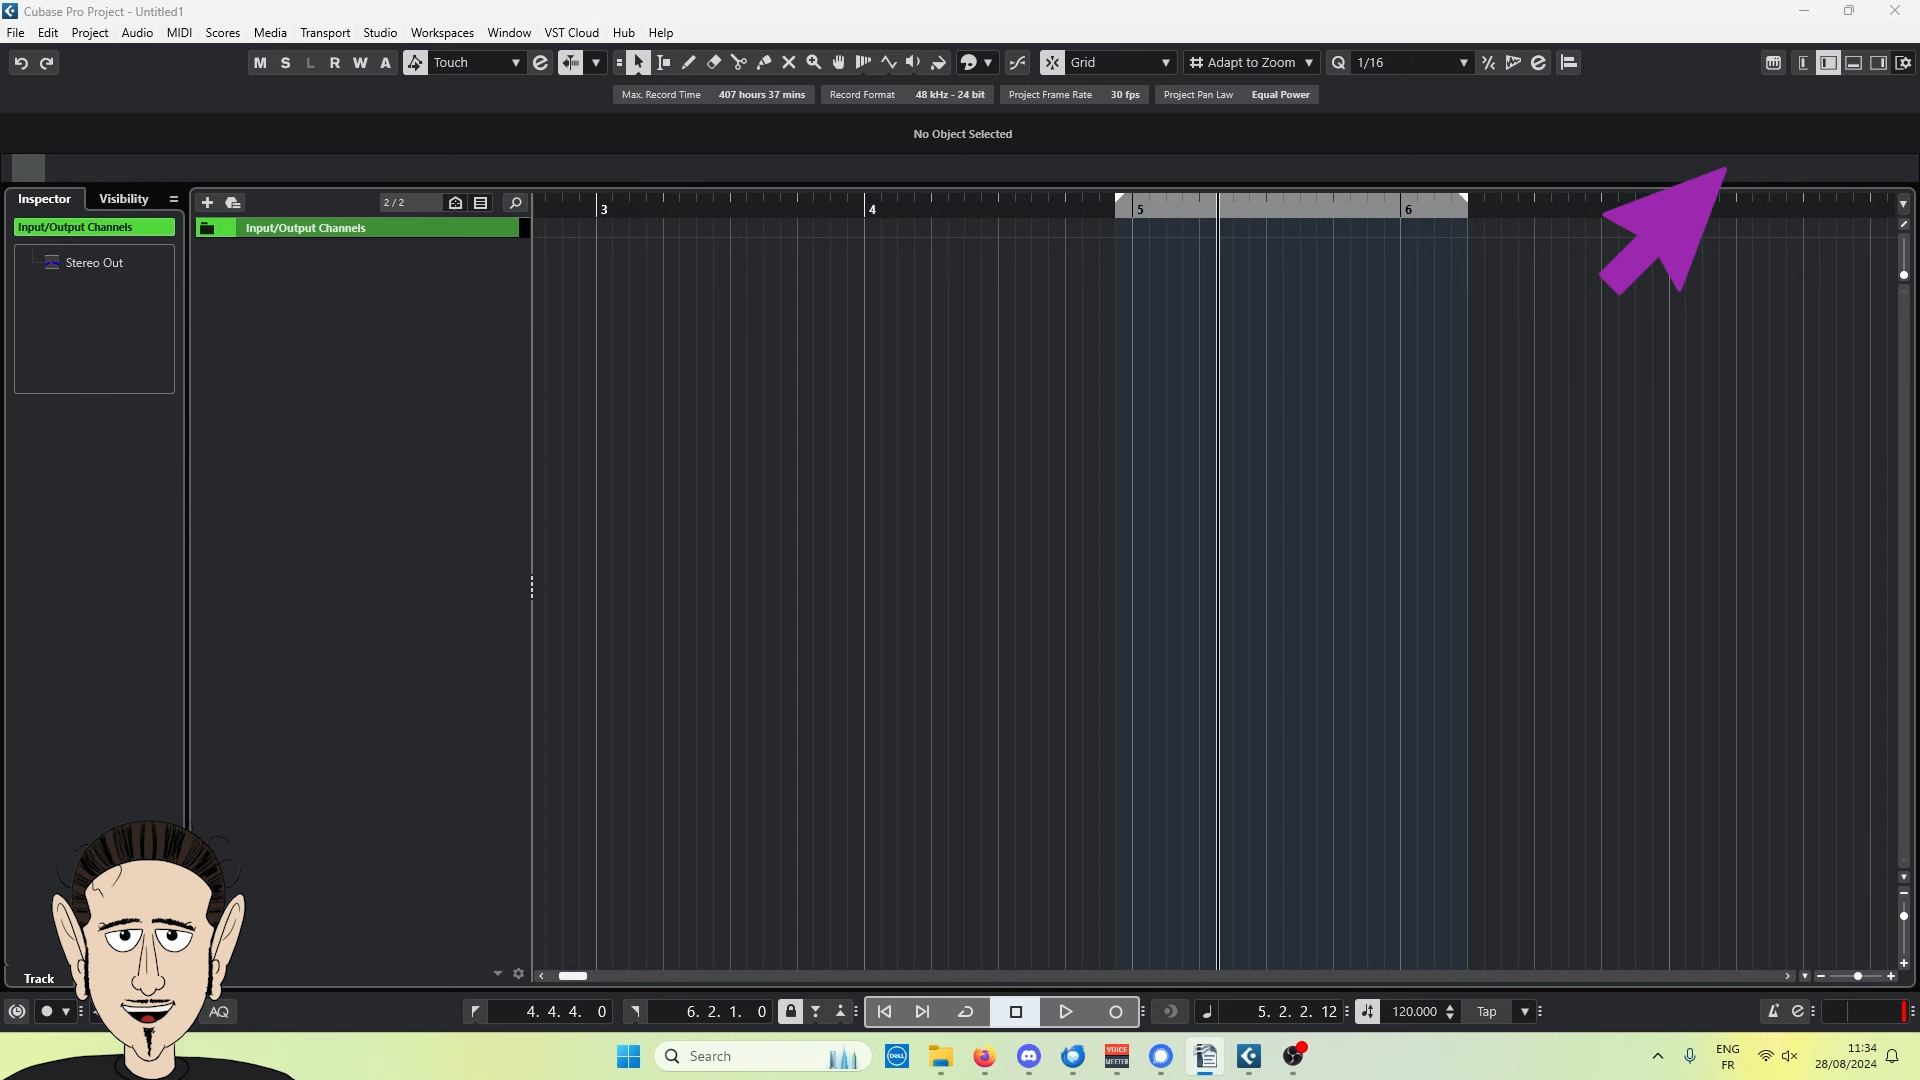 Cubase Pro Project - Untitled1
File Edit Project Audio MIDI Scores Media Transport Studio Workspaces Window VST Cloud Hub Help
M S L R W A Touch Grid Adapt to Zoom Q 1/16
Max. Record Time 407 hours 37 mins Record Format 48 kHz - 24 bit Project Frame Rate 30 fps Project Pan Law Equal Power
No Object Selected
Inspector Visibility 2 / 2
3 4 5 6
Input/Output Channels Input/Output Channels
Stereo Out
Track
AQ 4. 4. 4. 0 6. 2. 1. 0 5. 2. 2. 12 120.000 Tap
Search DELL VOICE MEETER ENG FR 11:34 28/08/2024